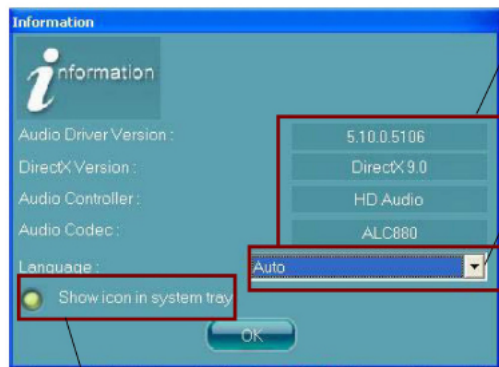 Information
information
Audio Driver Version : 5.10.0.5106
DirectX Version : DirectX 9.0
Audio Controller : HD Audio
Audio Codec : ALC880
Language : Auto
Show icon in system tray
OK